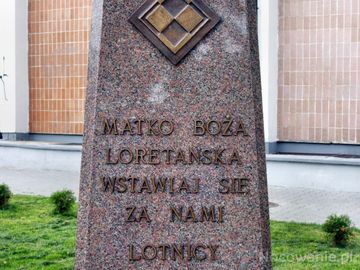 MATKO BOŻA
LORETAŃSKA
WSTAWIAJ SIĘ
ZA NAMI
LOTNICY
Nocowanie.pl